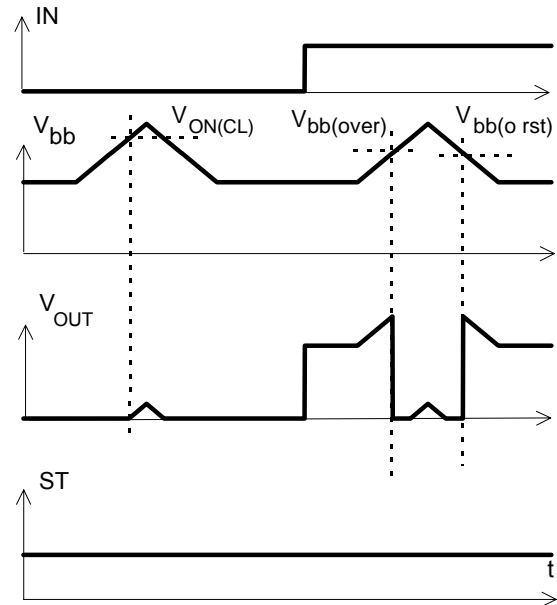 IN
Vbb
VON(CL)
Vbb(over)
Vbb(o rst)
VOUT
ST
t